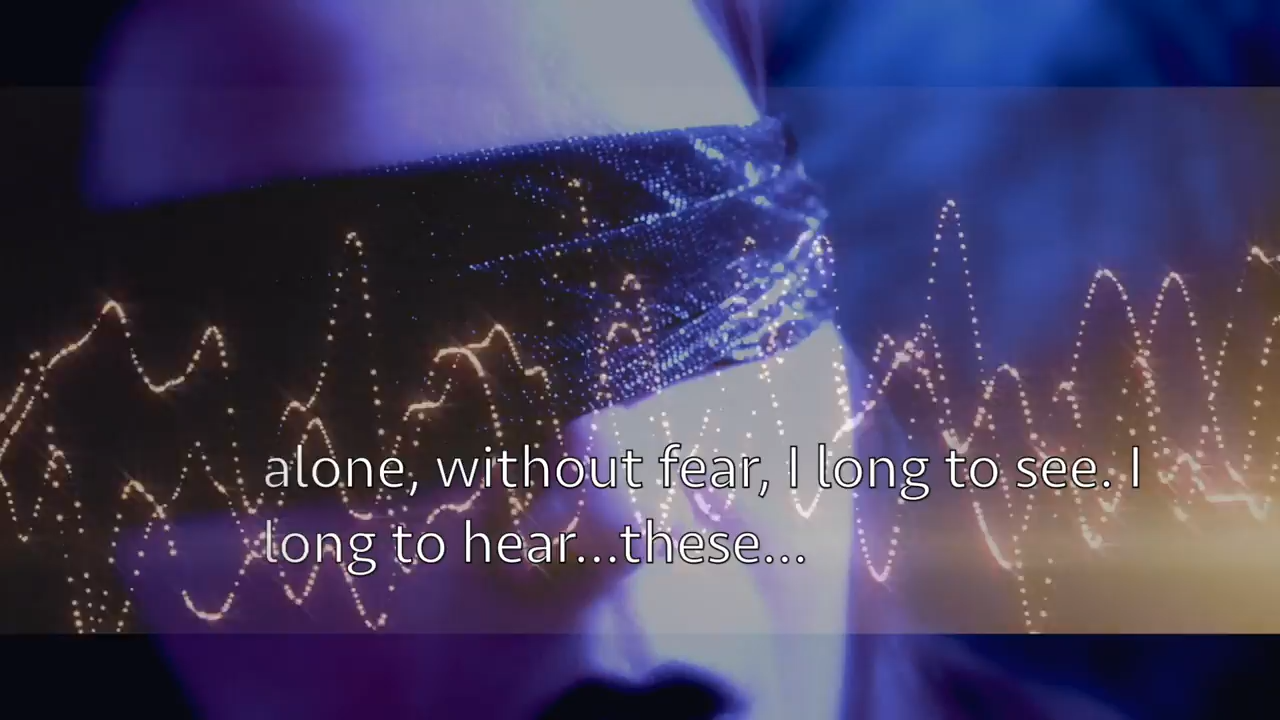 alone, without fear, I long to see. I
long to hear...these...